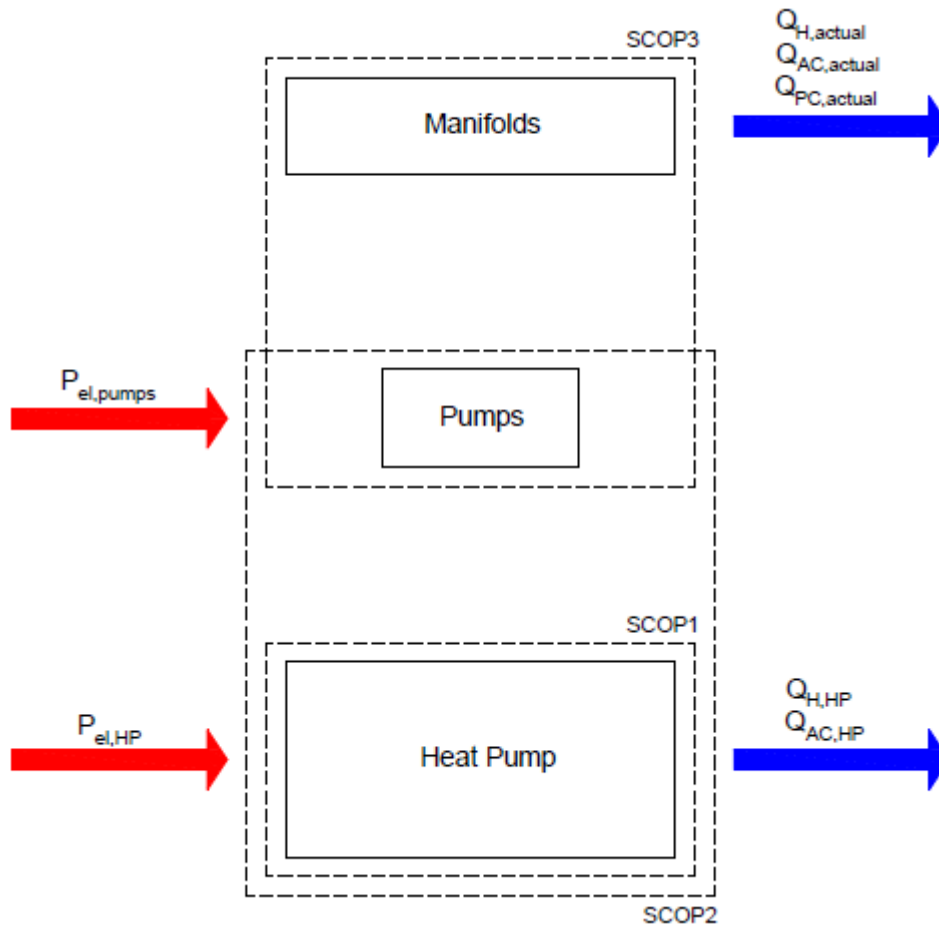 SCOP3
Q_H,actual
Q_AC,actual
Q_PC,actual
Manifolds
P_el,pumps
Pumps
SCOP1
P_el,HP
Heat Pump
Q_H,HP
Q_AC,HP
SCOP2